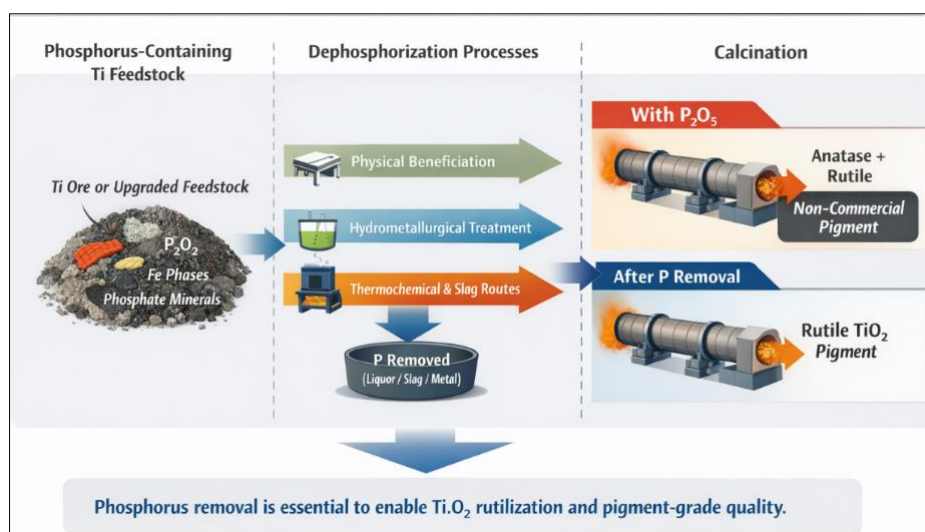 Phosphorus-Containing
Ti Feedstock
Dephosphorization Processes
Calcination
Ti Ore or Upgraded Feedstock
P₂O₂
Fe Phases
Phosphate Minerals
Physical Beneficiation
Hydrometallurgical Treatment
Thermochemical & Slag Routes
P Removed
(Liquor / Slag / Metal)
With P₂O₅
Anatase +
Rutile
Non-Commercial
Pigment
After P Removal
Rutile TiO₂
Pigment
Phosphorus removal is essential to enable Ti.O₂ rutilization and pigment-grade quality.